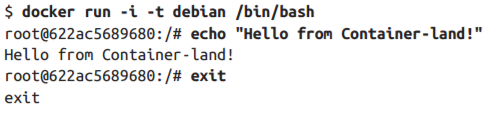 $ docker run -i -t debian /bin/bash
root@622ac5689680:/# echo "Hello from Container-land!"
Hello from Container-land!
root@622ac5689680:/# exit
exit